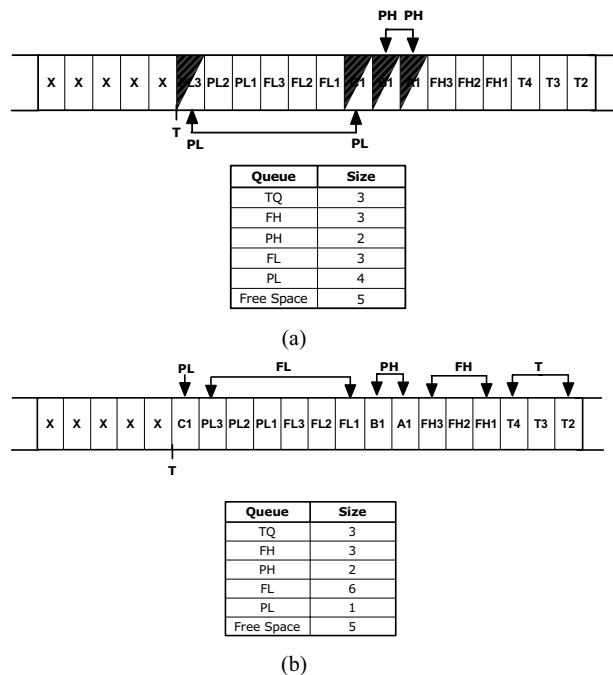 PH PH
X X X X X PL2 PL1 FL3 FL2 FL1 FH3 FH2 FH1 T4 T3 T2
T
PL PL
Queue Size
TQ 3
FH 3
PH 2
FL 3
PL 4
Free Space 5
(a)
PL FL PH FH T
X X X X X C1 PL3 PL2 PL1 FL3 FL2 FL1 B1 A1 FH3 FH2 FH1 T4 T3 T2
T
Queue Size
TQ 3
FH 3
PH 2
FL 6
PL 1
Free Space 5
(b)